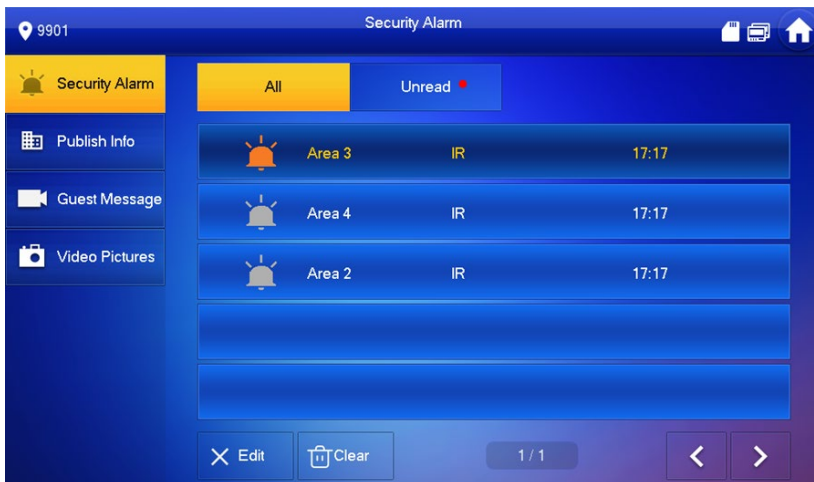 9901 Security Alarm
Security Alarm
Publish Info
Guest Message
Video Pictures
All Unread
Area 3 IR 17:17
Area 4 IR 17:17
Area 2 IR 17:17
Edit Clear 1 / 1